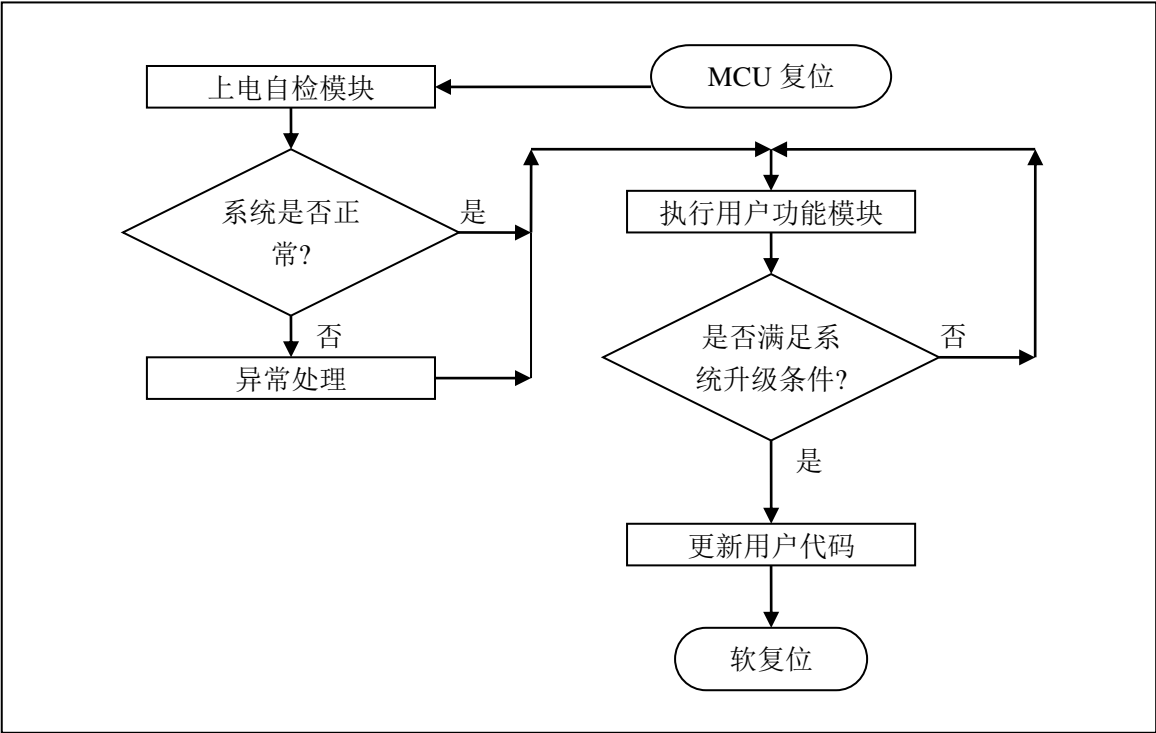 MCU 复位
上电自检模块
系统是否正
常?
是
否
异常处理
执行用户功能模块
是否满足系
统升级条件?
否
是
更新用户代码
软复位